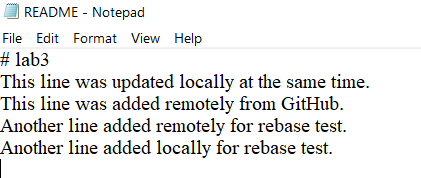 README - Notepad
File Edit Format View Help
# lab3
This line was updated locally at the same time.
This line was added remotely from GitHub.
Another line added remotely for rebase test.
Another line added locally for rebase test.